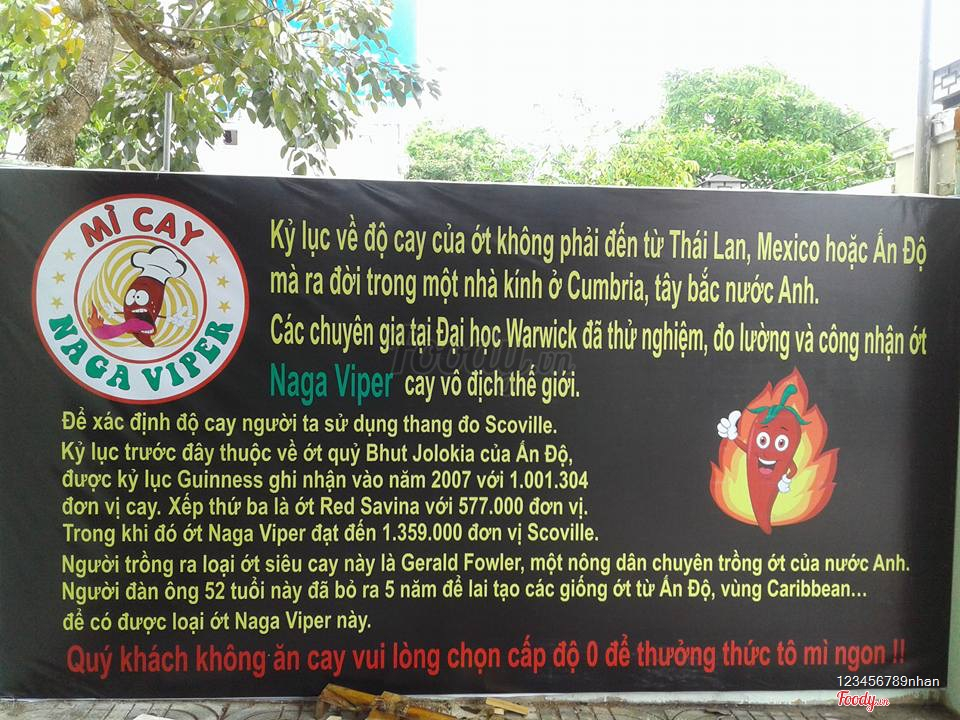 MÌ CAY
NAGA VIPER
Kỷ lục về độ cay của ớt không phải đến từ Thái Lan, Mexico hoặc Ấn Độ
mà ra đời trong một nhà kính ở Cumbria, tây bắc nước Anh.
Các chuyên gia tại Đại học Warwick đã thử nghiệm, đo lường và công nhận ớt
Naga Viper cay vô địch thế giới.
Để xác định độ cay người ta sử dụng thang đo Scoville.
Kỷ lục trước đây thuộc về ớt quỷ Bhut Jolokia của Ấn Độ,
được kỷ lục Guinness ghi nhận vào năm 2007 với 1.001.304
đơn vị cay. Xếp thứ ba là ớt Red Savina với 577.000 đơn vị.
Trong khi đó ớt Naga Viper đạt đến 1.359.000 đơn vị Scoville.
Người trồng ra loại ớt siêu cay này là Gerald Fowler, một nông dân chuyên trồng ớt của nước Anh.
Người đàn ông 52 tuổi này đã bỏ ra 5 năm để lai tạo các giống ớt từ Ấn Độ, vùng Caribbean...
để có được loại ớt Naga Viper này.
Quý khách không ăn cay vui lòng chọn cấp độ 0 để thưởng thức tô mì ngon !!
Foody.vn
123456789nhan
Foody.vn